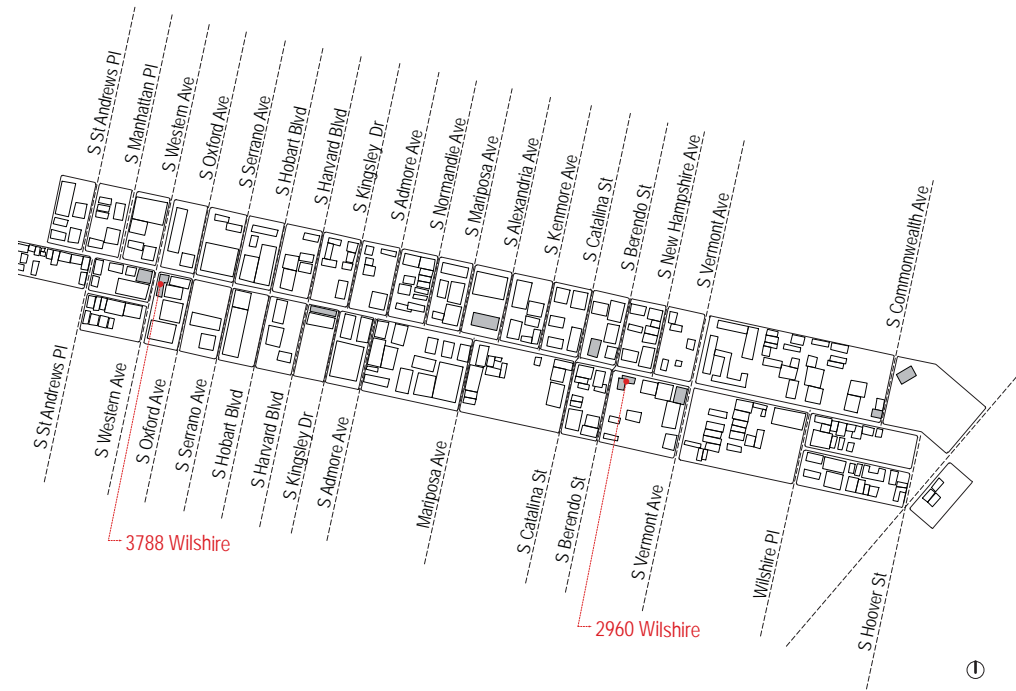 S St Andrews Pl
S Manhattan Pl
S Western Ave
S Oxford Ave
S Serrano Ave
S Hobart Blvd
S Harvard Blvd
S Kingsley Dr
S Admore Ave
S Normandie Ave
S Mariposa Ave
S Alexandria Ave
S Kenmore Ave
S Catalina St
S Berendo St
S New Hampshire Ave
S Vermont Ave
S Commonwealth Ave
S St Andrews Pl
S Western Ave
S Oxford Ave
S Serrano Ave
S Hobart Blvd
S Harvard Blvd
S Kingsley Dr
S Admore Ave
Mariposa Ave
S Catalina St
S Berendo St
S Vermont Ave
Wilshire Pl
S Hoover St
3788 Wilshire
2960 Wilshire